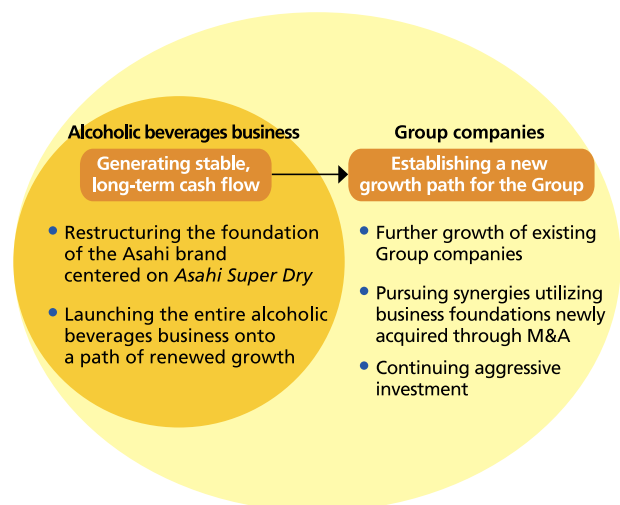 Alcoholic beverages business
Generating stable,
long-term cash flow
• Restructuring the foundation
of the Asahi brand
centered on Asahi Super Dry
• Launching the entire alcoholic
beverages business onto
a path of renewed growth
Group companies
Establishing a new
growth path for the Group
• Further growth of existing
Group companies
• Pursuing synergies utilizing
business foundations newly
acquired through M&A
• Continuing aggressive
investment